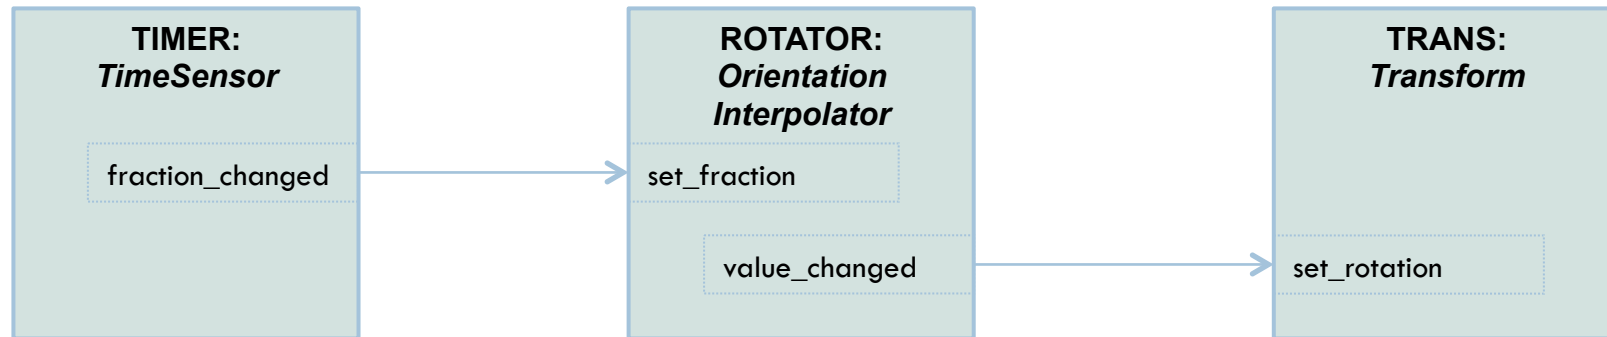 TIMER:
TimeSensor
fraction_changed
ROTATOR:
Orientation
Interpolator
set_fraction
value_changed
TRANS:
Transform
set_rotation